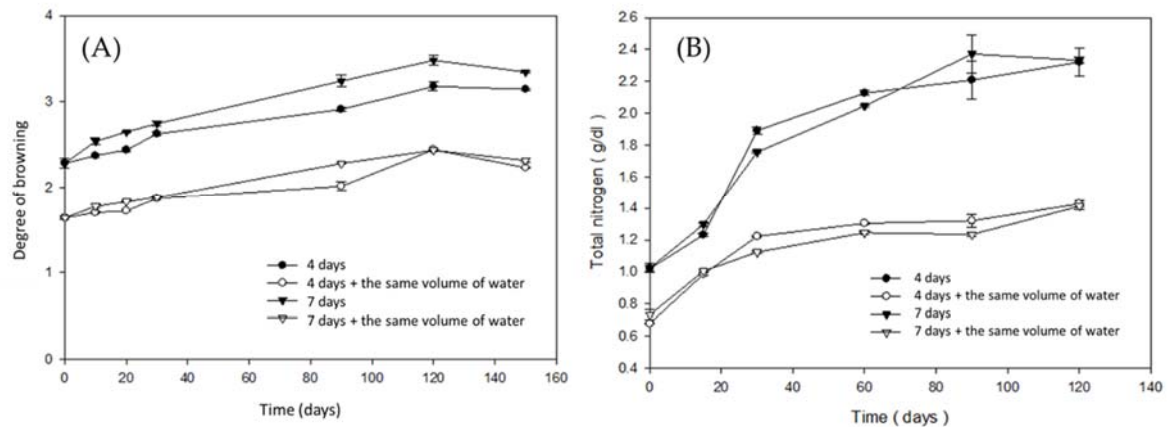 (A)
Degree of browning
4
3
2
1
0
4 days
4 days + the same volume of water
7 days
7 days + the same volume of water
0 20 40 60 80 100 120 140 160
Time (days)
(B)
Total nitrogen ( g/dl)
2.6
2.4
2.2
2.0
1.8
1.6
1.4
1.2
1.0
0.8
0.6
0.4
4 days
4 days + the same volume of water
7 days
7 days + the same volume of water
0 20 40 60 80 100 120 140
Time ( days )